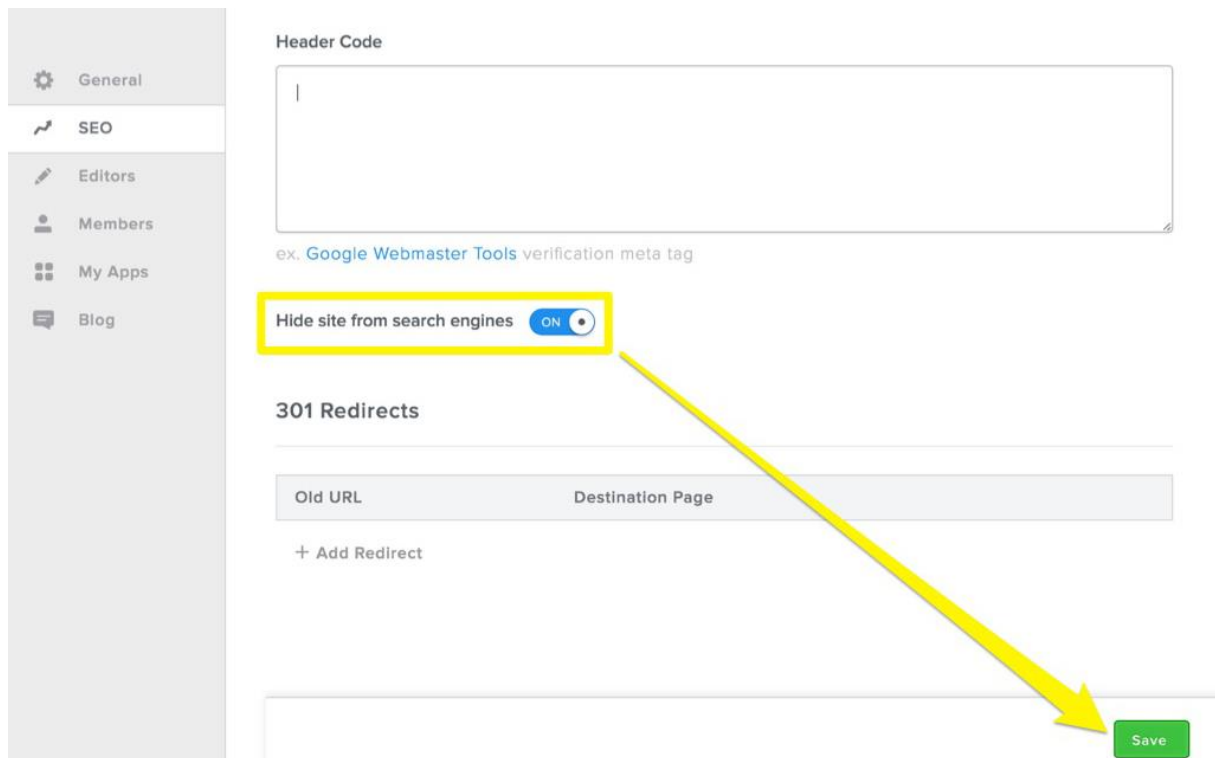 Header Code
General
SEO
Editors
Members
My Apps
Blog
ex. Google Webmaster Tools verification meta tag
Hide site from search engines ON
301 Redirects
Old URL Destination Page
+ Add Redirect
Save